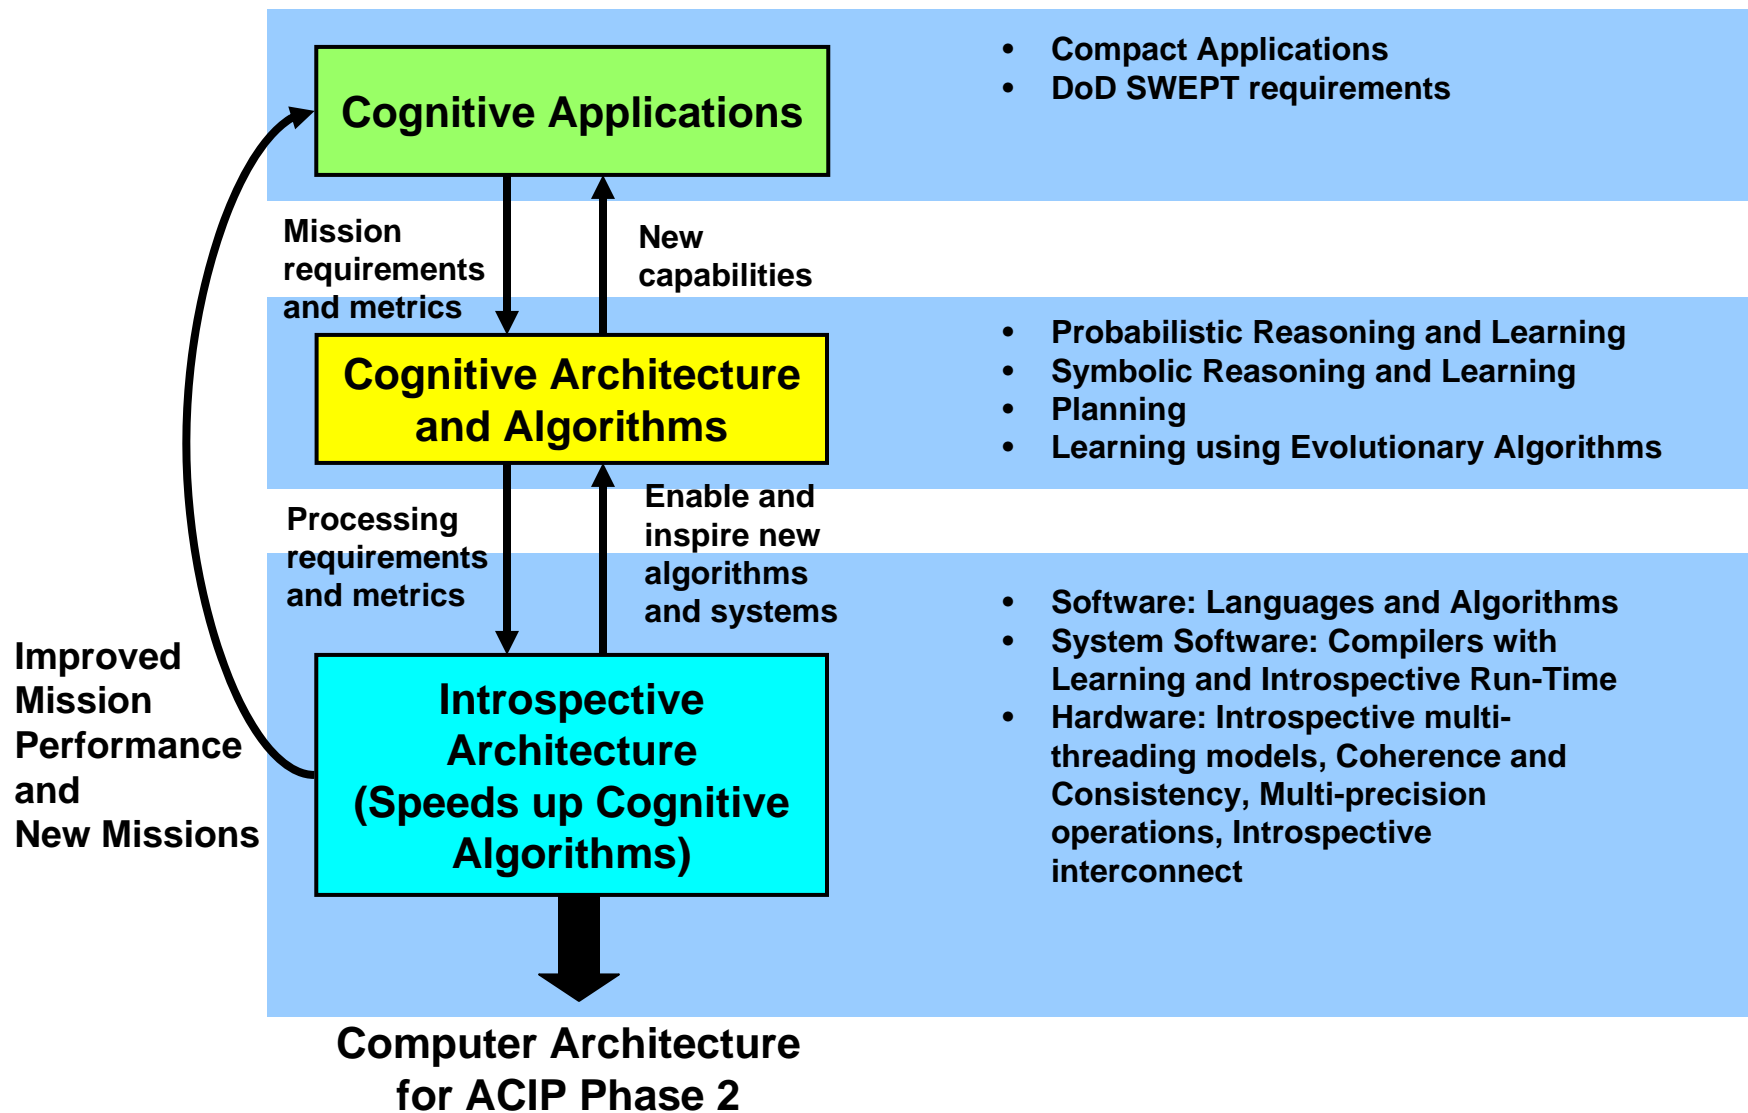 Cognitive Applications
• Compact Applications
• DoD SWEPT requirements
Mission
requirements
and metrics
New
capabilities
Cognitive Architecture
and Algorithms
• Probabilistic Reasoning and Learning
• Symbolic Reasoning and Learning
• Planning
• Learning using Evolutionary Algorithms
Processing
requirements
and metrics
Enable and
inspire new
algorithms
and systems
Improved
Mission
Performance
and
New Missions
Introspective
Architecture
(Speeds up Cognitive
Algorithms)
• Software: Languages and Algorithms
• System Software: Compilers with
Learning and Introspective Run-Time
• Hardware: Introspective multi-
threading models, Coherence and
Consistency, Multi-precision
operations, Introspective
interconnect
Computer Architecture
for ACIP Phase 2